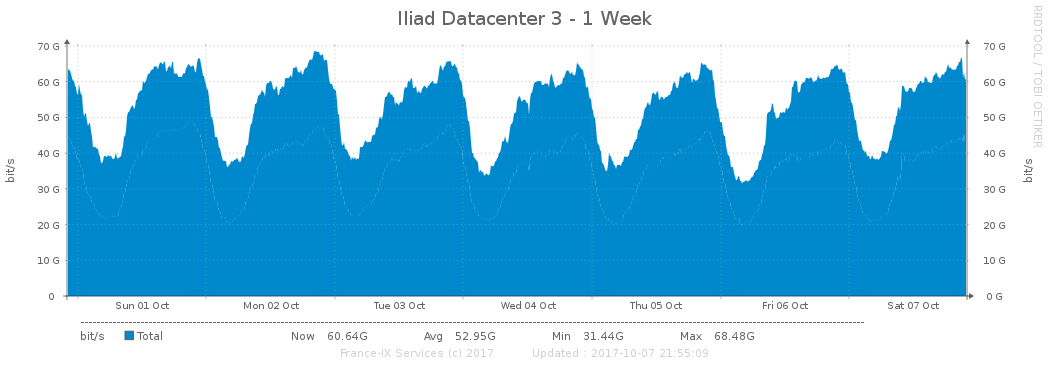 Iliad Datacenter 3 - 1 Week
RRDTOOL / TOBI OETIKER
70 G 70 G
60 G 60 G
50 G 50 G
40 G 40 G
30 G 30 G
20 G 20 G
10 G 10 G
0 0 G
bit/s bit/s
Sun 01 Oct Mon 02 Oct Tue 03 Oct Wed 04 Oct Thu 05 Oct Fri 06 Oct Sat 07 Oct
bit/s Total Now 60.64G Avg 52.95G Min 31.44G Max 68.48G
France-IX Services (c) 2017 Updated : 2017-10-07 21:55:09